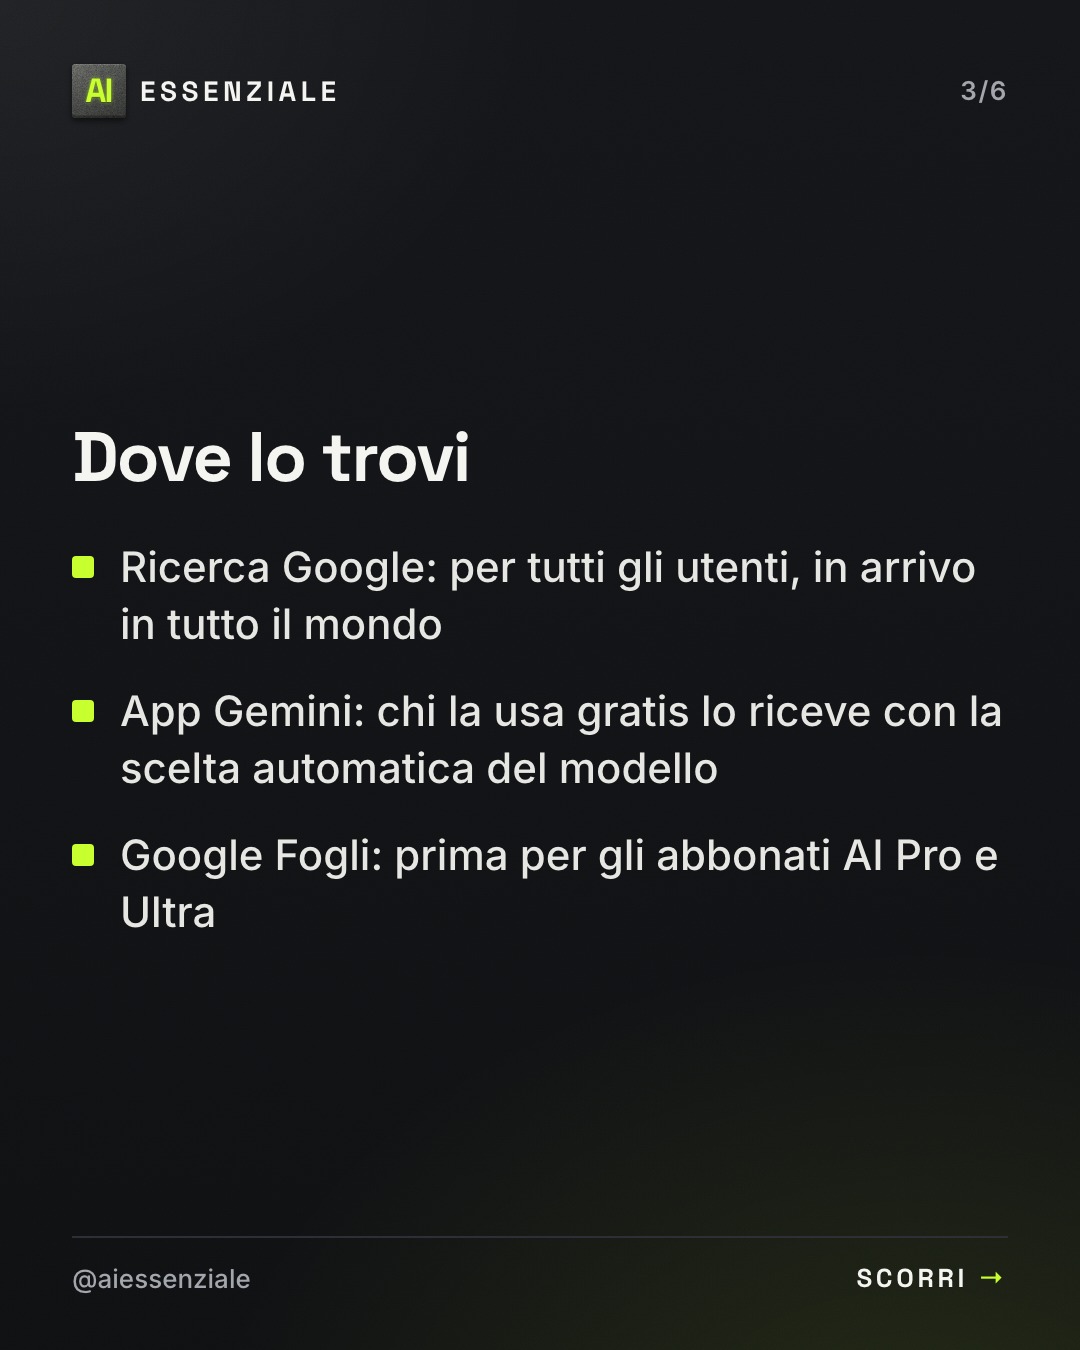 AI ESSENZIALE
3/6
Dove lo trovi
Ricerca Google: per tutti gli utenti, in arrivo
in tutto il mondo
App Gemini: chi la usa gratis lo riceve con la
scelta automatica del modello
Google Fogli: prima per gli abbonati AI Pro e
Ultra
@aiessenziale
SCORRI →